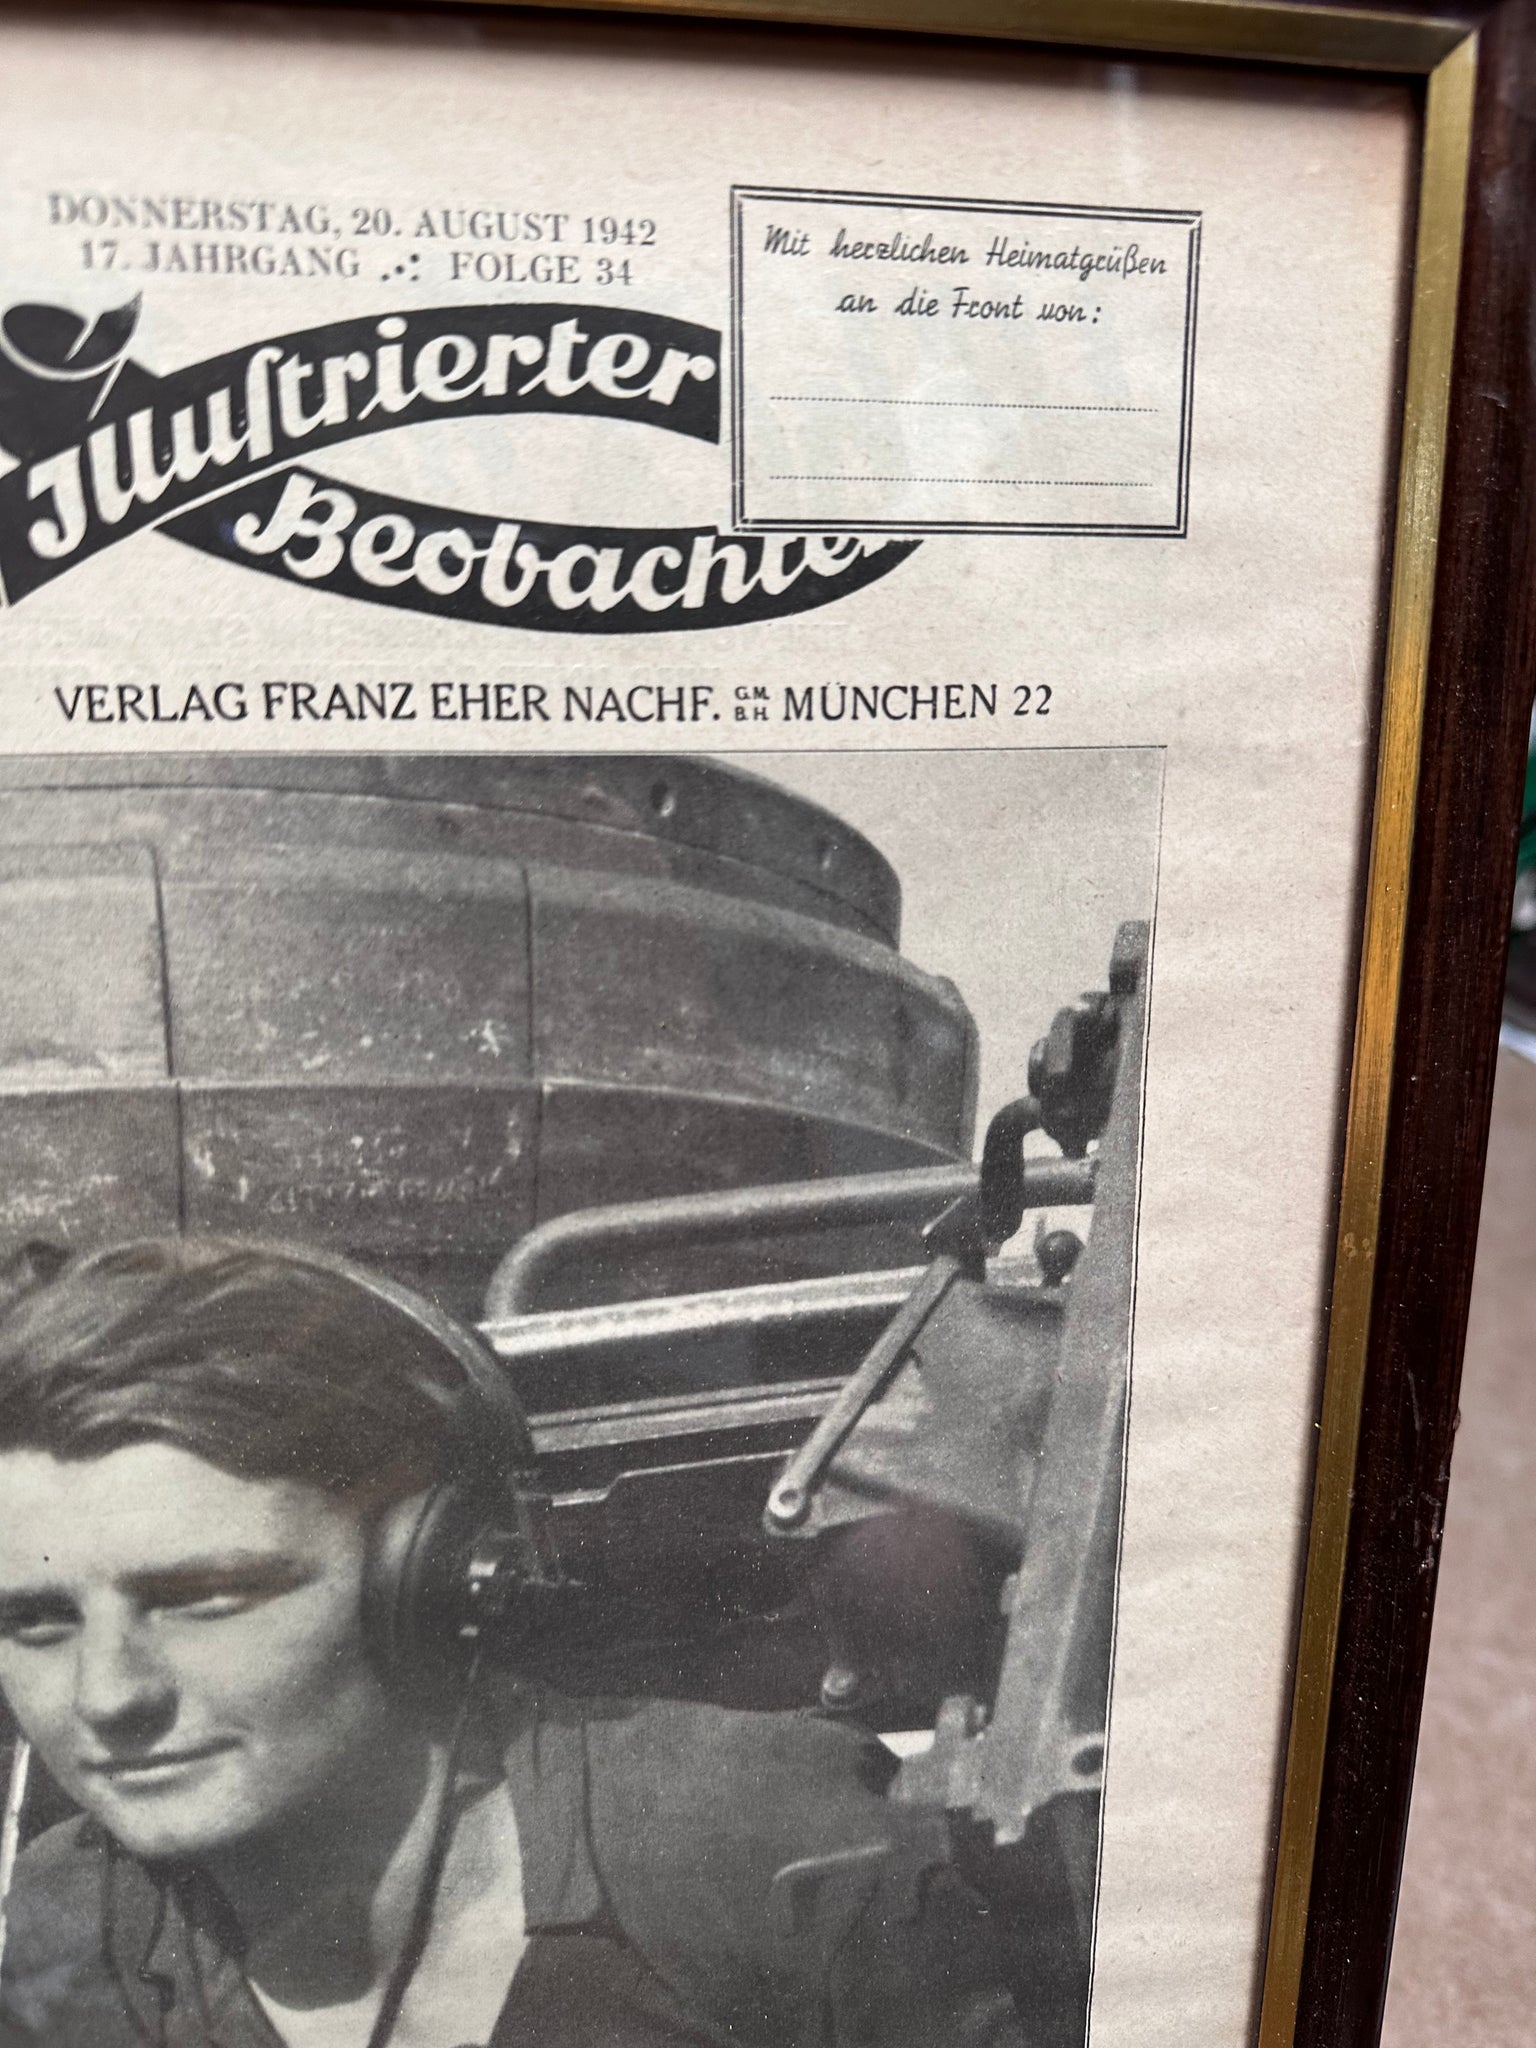 DONNERSTAG, 20. AUGUST 1942
17. JAHRGANG FOLGE 34
Illustrierter
Beobachter
Mit herzlichen Heimatgrüßen
an die Front von:
VERLAG FRANZ EHER NACHF. G.M.B.H. MÜNCHEN 22